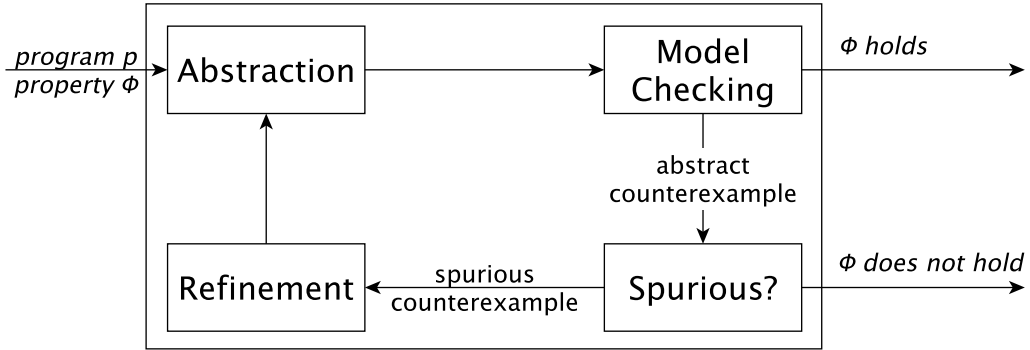 program p
property Φ
Abstraction
Model
Checking
Φ holds
abstract
counterexample
Refinement
spurious
counterexample
Spurious?
Φ does not hold